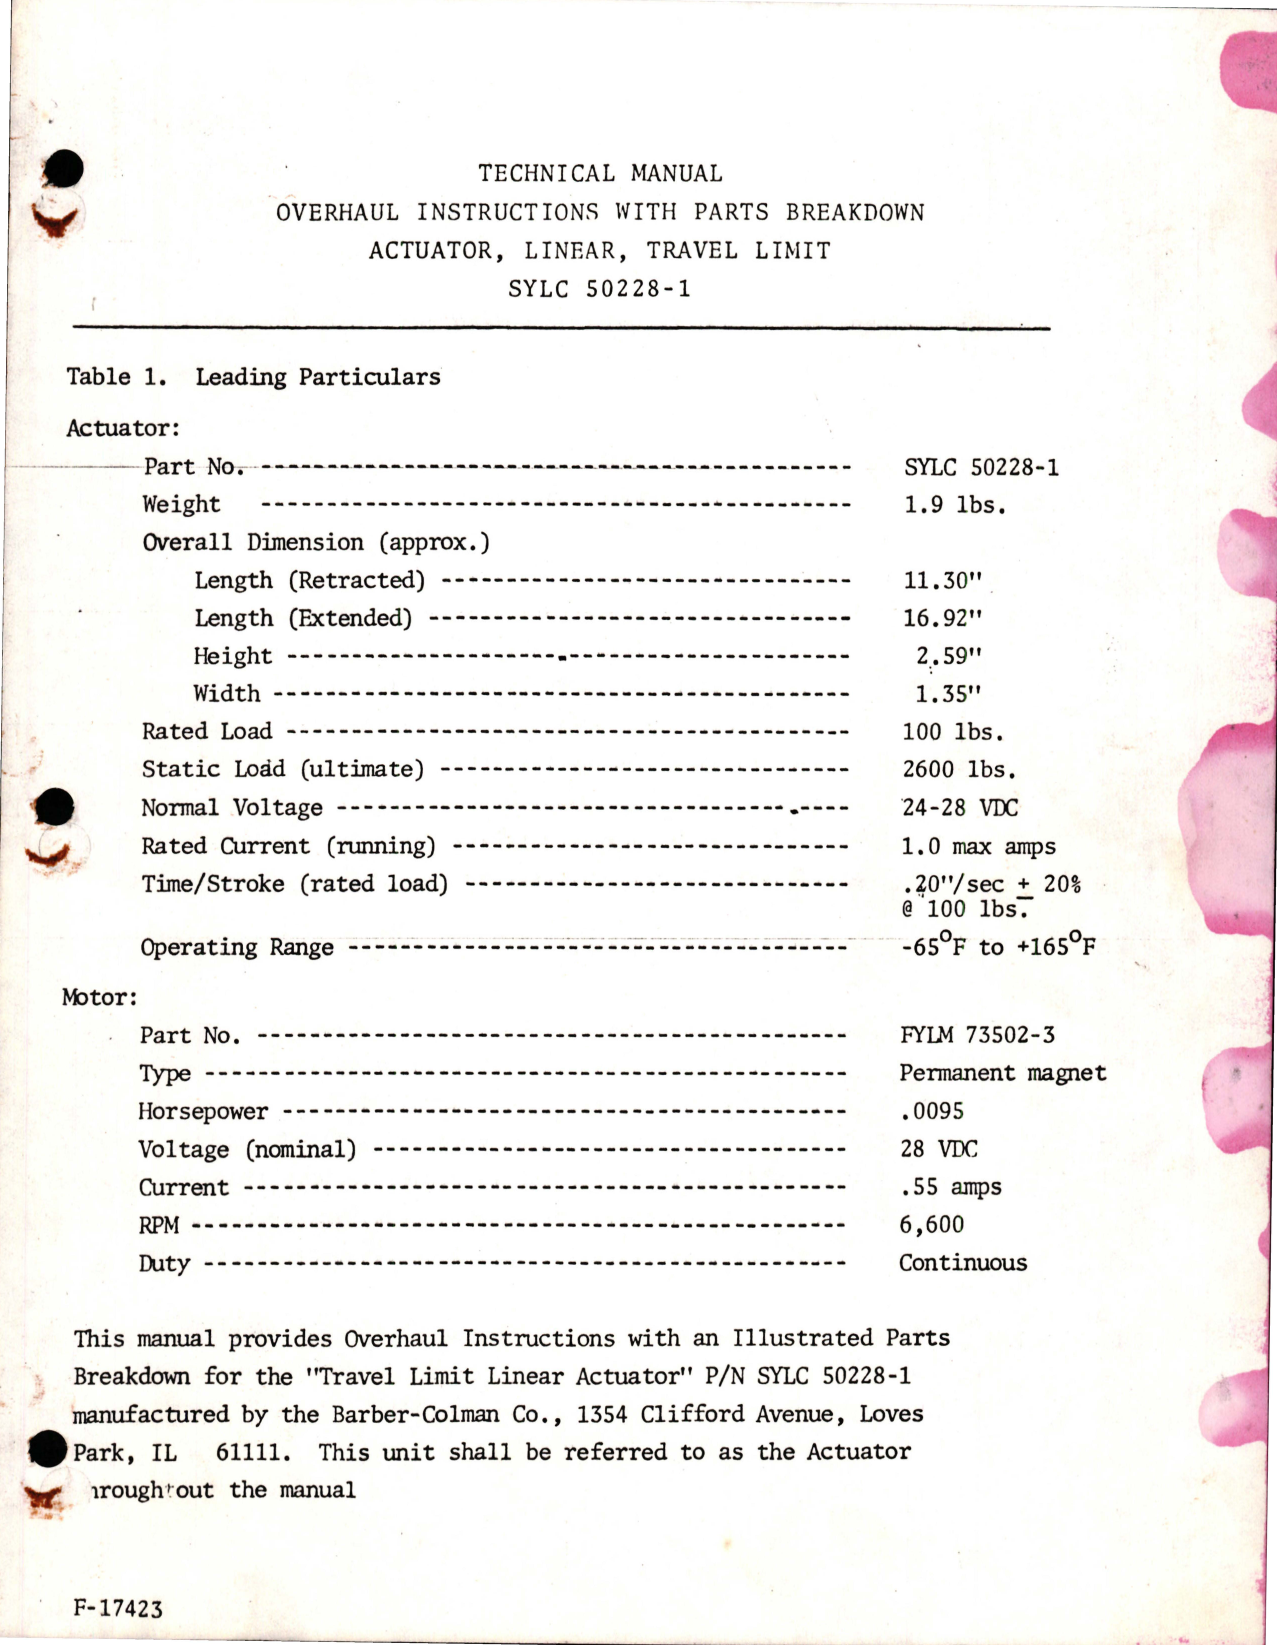 TECHNICAL MANUAL
OVERHAUL INSTRUCTIONS WITH PARTS BREAKDOWN
ACTUATOR, LINEAR, TRAVEL LIMIT
SYLC 50228-1
Table 1. Leading Particulars
Actuator:
Part No. ---------------------------------------------- SYLC 50228-1
Weight ---------------------------------------------- 1.9 lbs.
Overall Dimension (approx.)
Length (Retracted) -------------------------------- 11.30"
Length (Extended) --------------------------------- 16.92"
Height -------------------------------------------- 2.59"
Width --------------------------------------------- 1.35"
Rated Load -------------------------------------------- 100 lbs.
Static Load (ultimate) -------------------------------- 2600 lbs.
Normal Voltage ---------------------------------------- 24-28 VDC
Rated Current (running) ------------------------------- 1.0 max amps
Time/Stroke (rated load) ------------------------------ .20"/sec ± 20%
@ 100 lbs.
Operating Range --------------------------------------- -65°F to +165°F
Motor:
Part No. ---------------------------------------------- FYLM 73502-3
Type -------------------------------------------------- Permanent magnet
Horsepower -------------------------------------------- .0095
Voltage (nominal) ------------------------------------- 28 VDC
Current ----------------------------------------------- .55 amps
RPM --------------------------------------------------- 6,600
Duty -------------------------------------------------- Continuous
This manual provides Overhaul Instructions with an Illustrated Parts
Breakdown for the "Travel Limit Linear Actuator" P/N SYLC 50228-1
manufactured by the Barber-Colman Co., 1354 Clifford Avenue, Loves
Park, IL 61111. This unit shall be referred to as the Actuator
hroughout the manual
F-17423